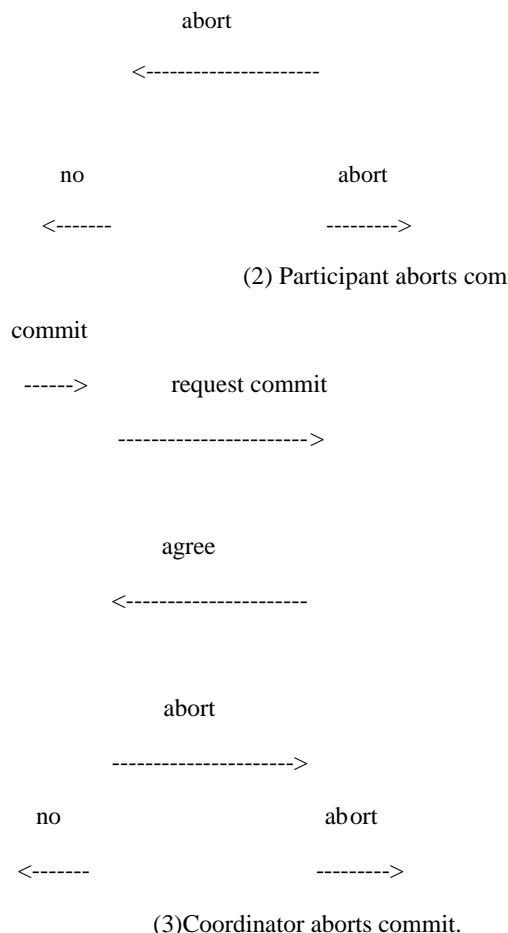 abort
<----------------------
no abort
<------- --------->
(2) Participant aborts com
commit
------> request commit
----------------------->
agree
<---------------------
abort
---------------------->
no abort
<------- --------->
(3)Coordinator aborts commit.